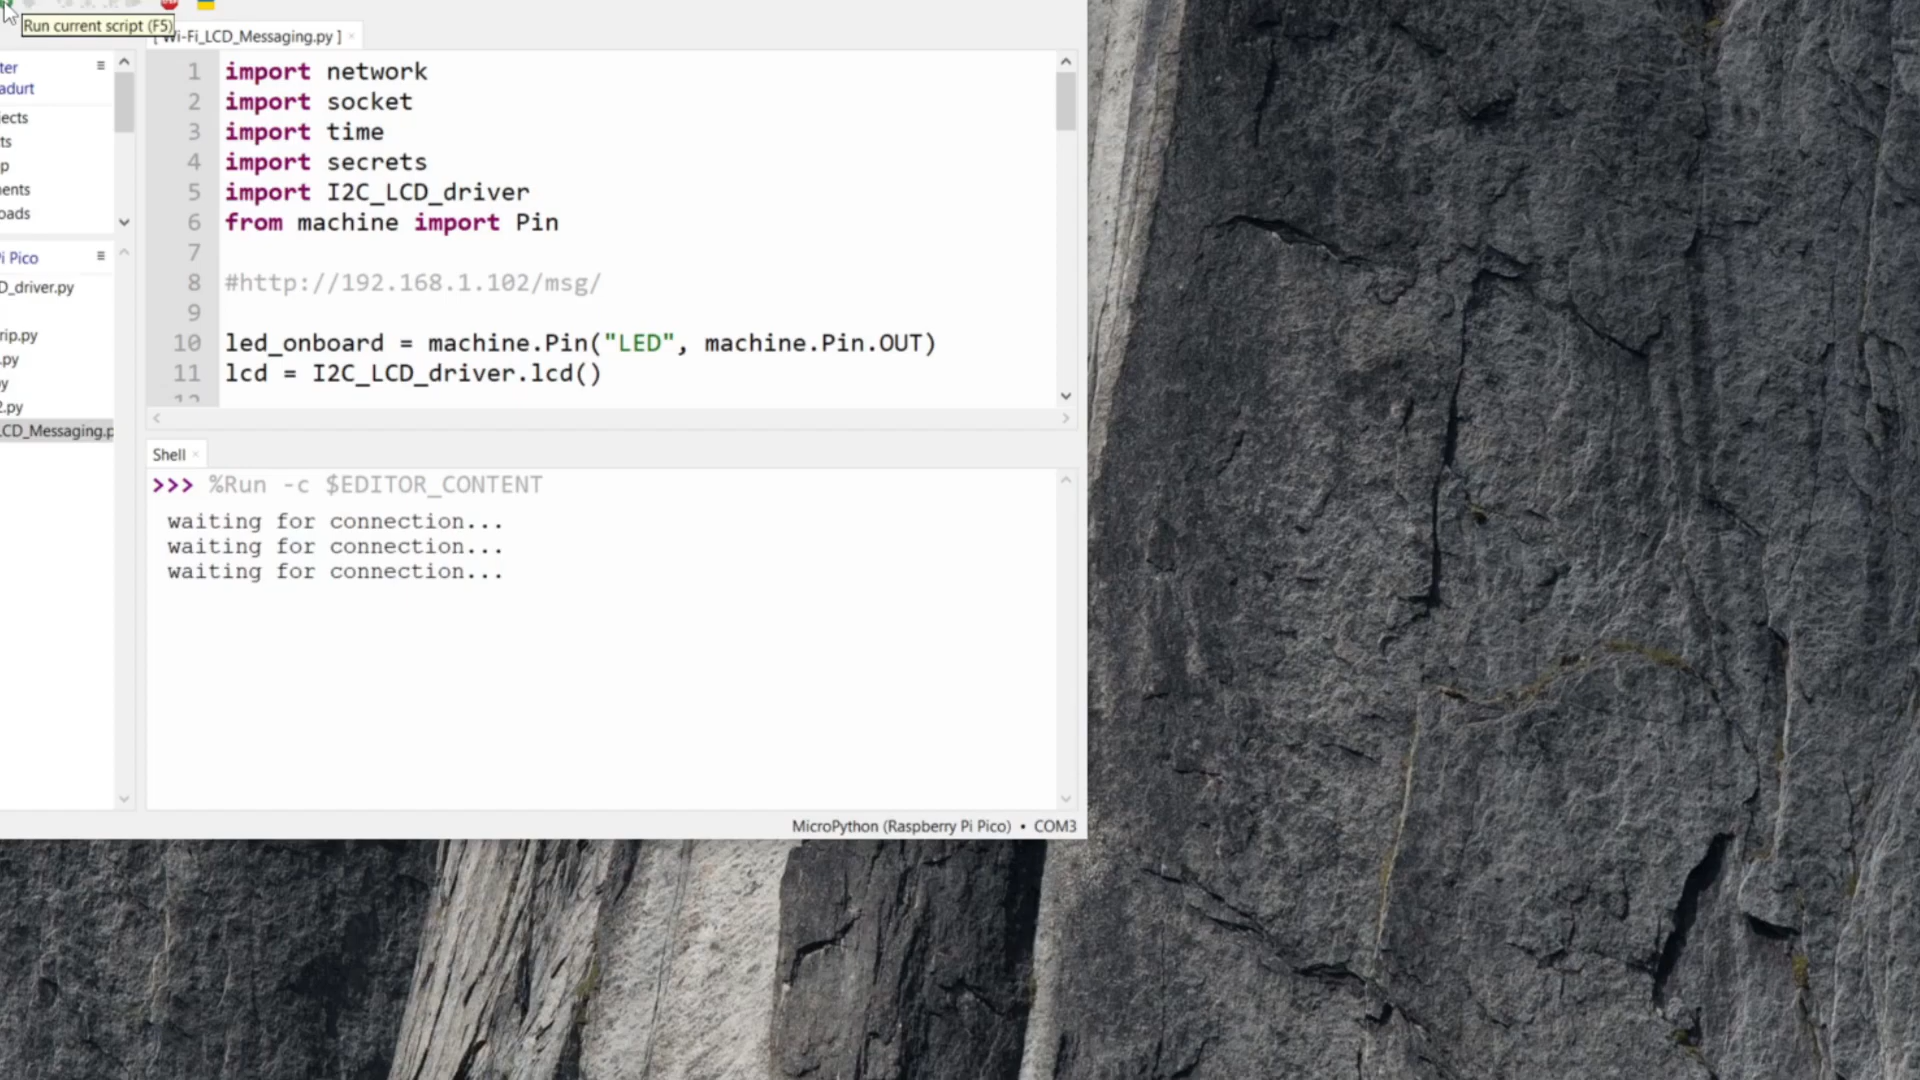 Run current script (F5)
[ Wi-Fi_LCD_Messaging.py ] ×
1 import network
2 import socket
3 import time
4 import secrets
5 import I2C_LCD_driver
6 from machine import Pin
7
8 #http://192.168.1.102/msg/
9
10 led_onboard = machine.Pin("LED", machine.Pin.OUT)
11 lcd = I2C_LCD_driver.lcd()
12
ter
adurt
jects
ts
p
ents
oads
i Pico
D_driver.py
rip.py
.py
y
2.py
LCD_Messaging.p
Shell ×
>>> %Run -c $EDITOR_CONTENT
waiting for connection...
waiting for connection...
waiting for connection...
MicroPython (Raspberry Pi Pico) • COM3